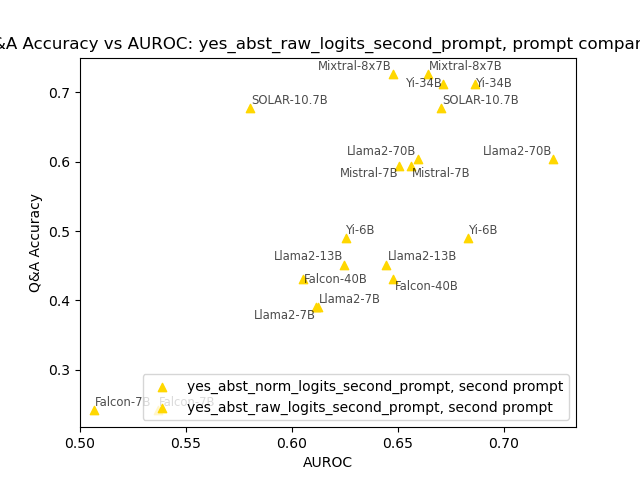 &A Accuracy vs AUROC: yes_abst_raw_logits_second_prompt, prompt compar
Mixtral-8x7B
Mixtral-8x7B
Yi-34B
Yi-34B
SOLAR-10.7B
SOLAR-10.7B
Llama2-70B
Llama2-70B
Mistral-7B
Mistral-7B
Yi-6B
Yi-6B
Llama2-13B
Llama2-13B
Falcon-40B
Falcon-40B
Llama2-7B
Llama2-7B
Falcon-7B
Falcon-7B
yes_abst_norm_logits_second_prompt, second prompt
yes_abst_raw_logits_second_prompt, second prompt
Q&A Accuracy
0.7
0.6
0.5
0.4
0.3
0.50
0.55
0.60
0.65
0.70
AUROC